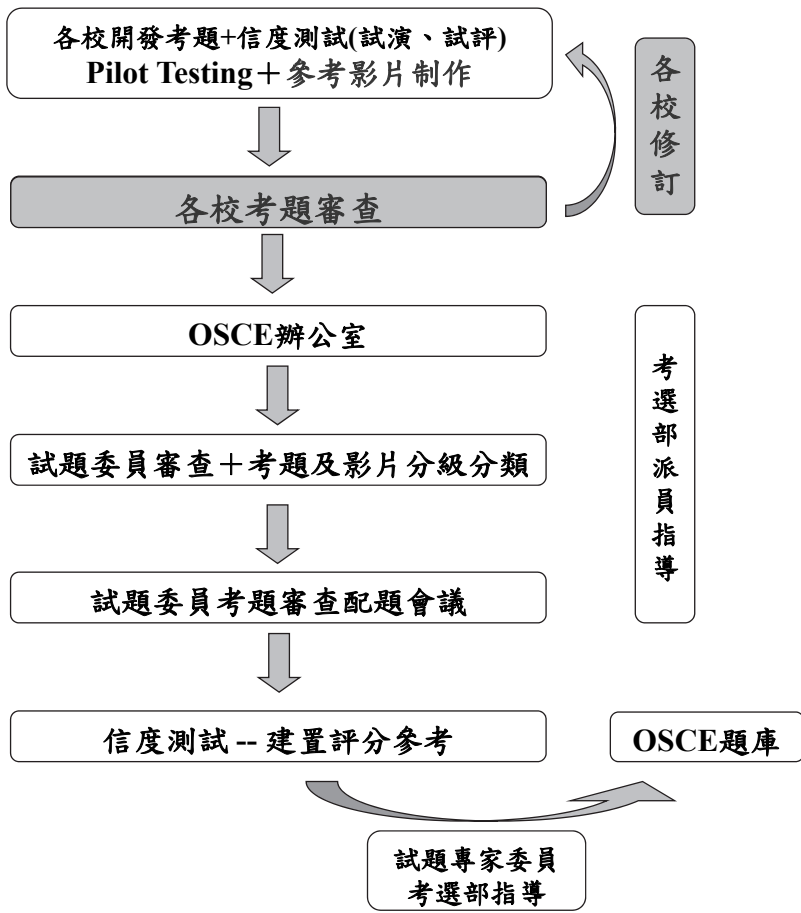 各校開發考題+信度測試(試演、試評)
Pilot Testing＋參考影片制作
各校修訂
各校考題審查
OSCE辦公室
試題委員審查＋考題及影片分級分類
考選部派員指導
試題委員考題審查配題會議
信度測試 -- 建置評分參考
OSCE題庫
試題專家委員
考選部指導